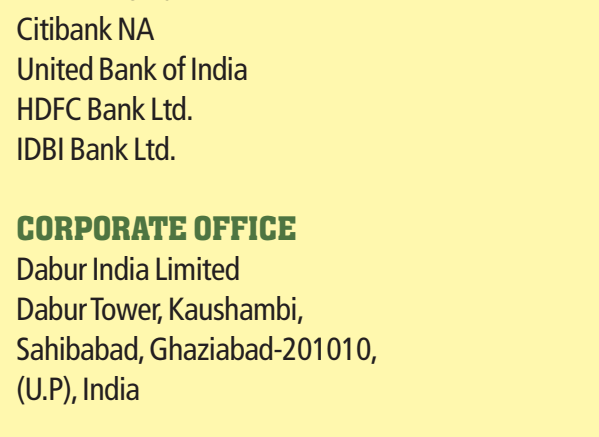 Citibank NA
United Bank of India
HDFC Bank Ltd.
IDBI Bank Ltd.
CORPORATE OFFICE
Dabur India Limited
Dabur Tower, Kaushambi,
Sahibabad, Ghaziabad-201010,
(U.P), India